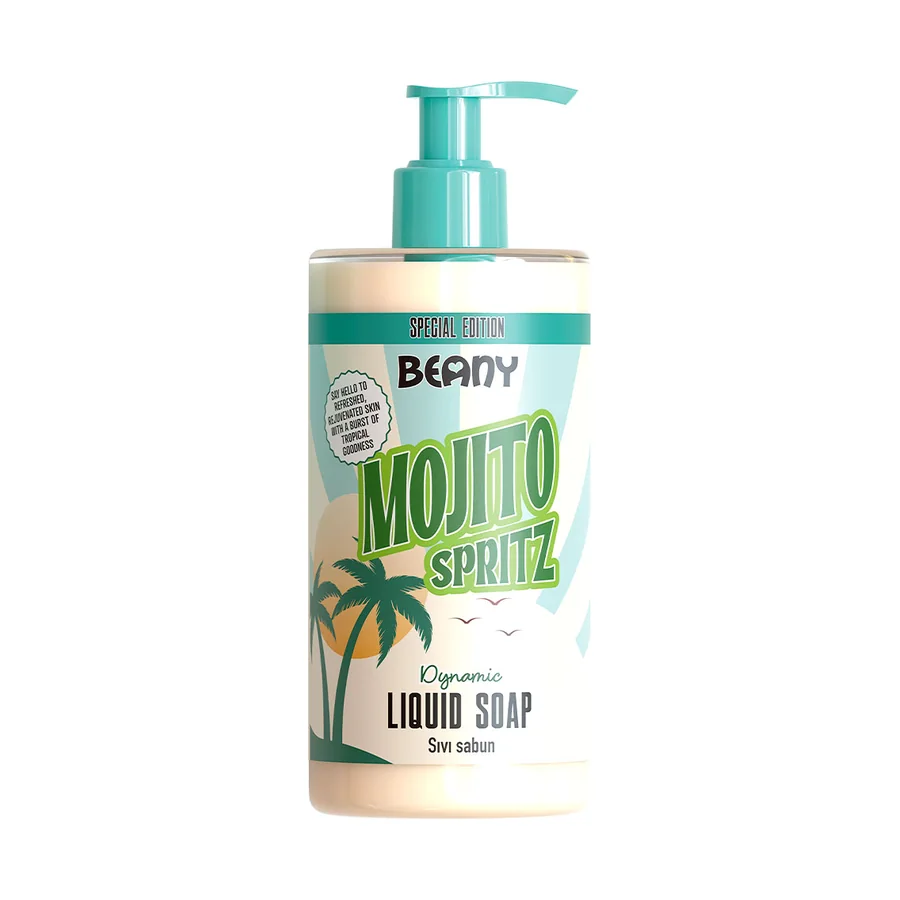 SPECIAL EDITION
BEANY
SAY HELLO TO
REFRESHED,
REJUVENATED SKIN
WITH A BURST OF
TROPICAL
GOODNESS
MOJITO
SPRITZ
Dynamic
LIQUID SOAP
Sıvı sabun